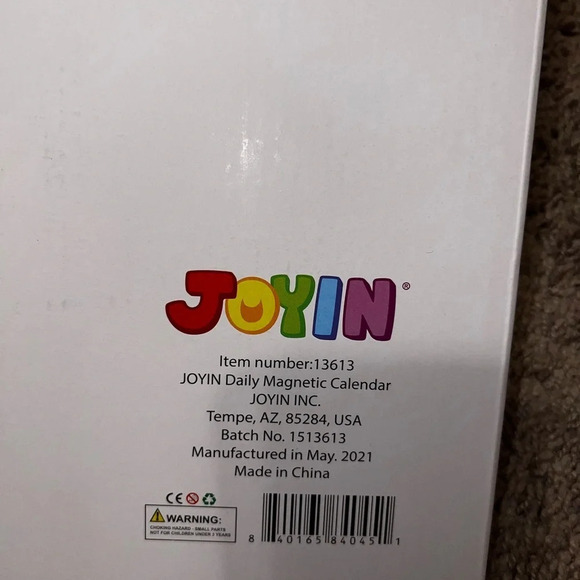 JOYIN®
Item number:13613
JOYIN Daily Magnetic Calendar
JOYIN INC.
Tempe, AZ, 85284, USA
Batch No. 1513613
Manufactured in May. 2021
Made in China
CE
WARNING:
CHOKING HAZARD - SMALL PARTS
NOT FOR CHILDREN UNDER 3 YEARS
8 40165 84045 1